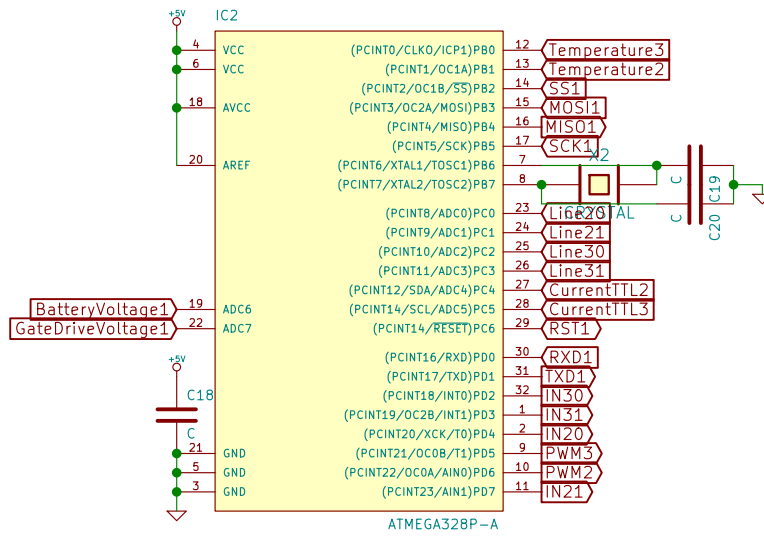 +5V
IC2
4 VCC (PCINT0/CLKO/ICP1)PB0 12 Temperature3
6 VCC (PCINT1/OC1A)PB1 13 Temperature2
(PCINT2/OC1B/SS)PB2 14 SS1
18 AVCC (PCINT3/OC2A/MOSI)PB3 15 MOSI1
(PCINT4/MISO)PB4 16 MISO1
(PCINT5/SCK)PB5 17 SCK1
X2
20 AREF (PCINT6/XTAL1/TOSC1)PB6 7
C C19
(PCINT7/XTAL2/TOSC2)PB7 8
CRYSTAL
C C20
(PCINT8/ADC0)PC0 23 Line20
(PCINT9/ADC1)PC1 24 Line21
(PCINT10/ADC2)PC2 25 Line30
(PCINT11/ADC3)PC3 26 Line31
(PCINT12/SDA/ADC4)PC4 27 CurrentTTL2
BatteryVoltage1 19 ADC6 (PCINT14/SCL/ADC5)PC5 28 CurrentTTL3
GateDriveVoltage1 22 ADC7 (PCINT14/RESET)PC6 29 RST1
+5V
(PCINT16/RXD)PD0 30 RXD1
(PCINT17/TXD)PD1 31 TXD1
C18 (PCINT18/INT0)PD2 32 IN30
(PCINT19/OC2B/INT1)PD3 1 IN31
C (PCINT20/XCK/T0)PD4 2 IN20
21 GND (PCINT21/OC0B/T1)PD5 9 PWM3
5 GND (PCINT22/OC0A/AIN0)PD6 10 PWM2
3 GND (PCINT23/AIN1)PD7 11 IN21
ATMEGA328P-A